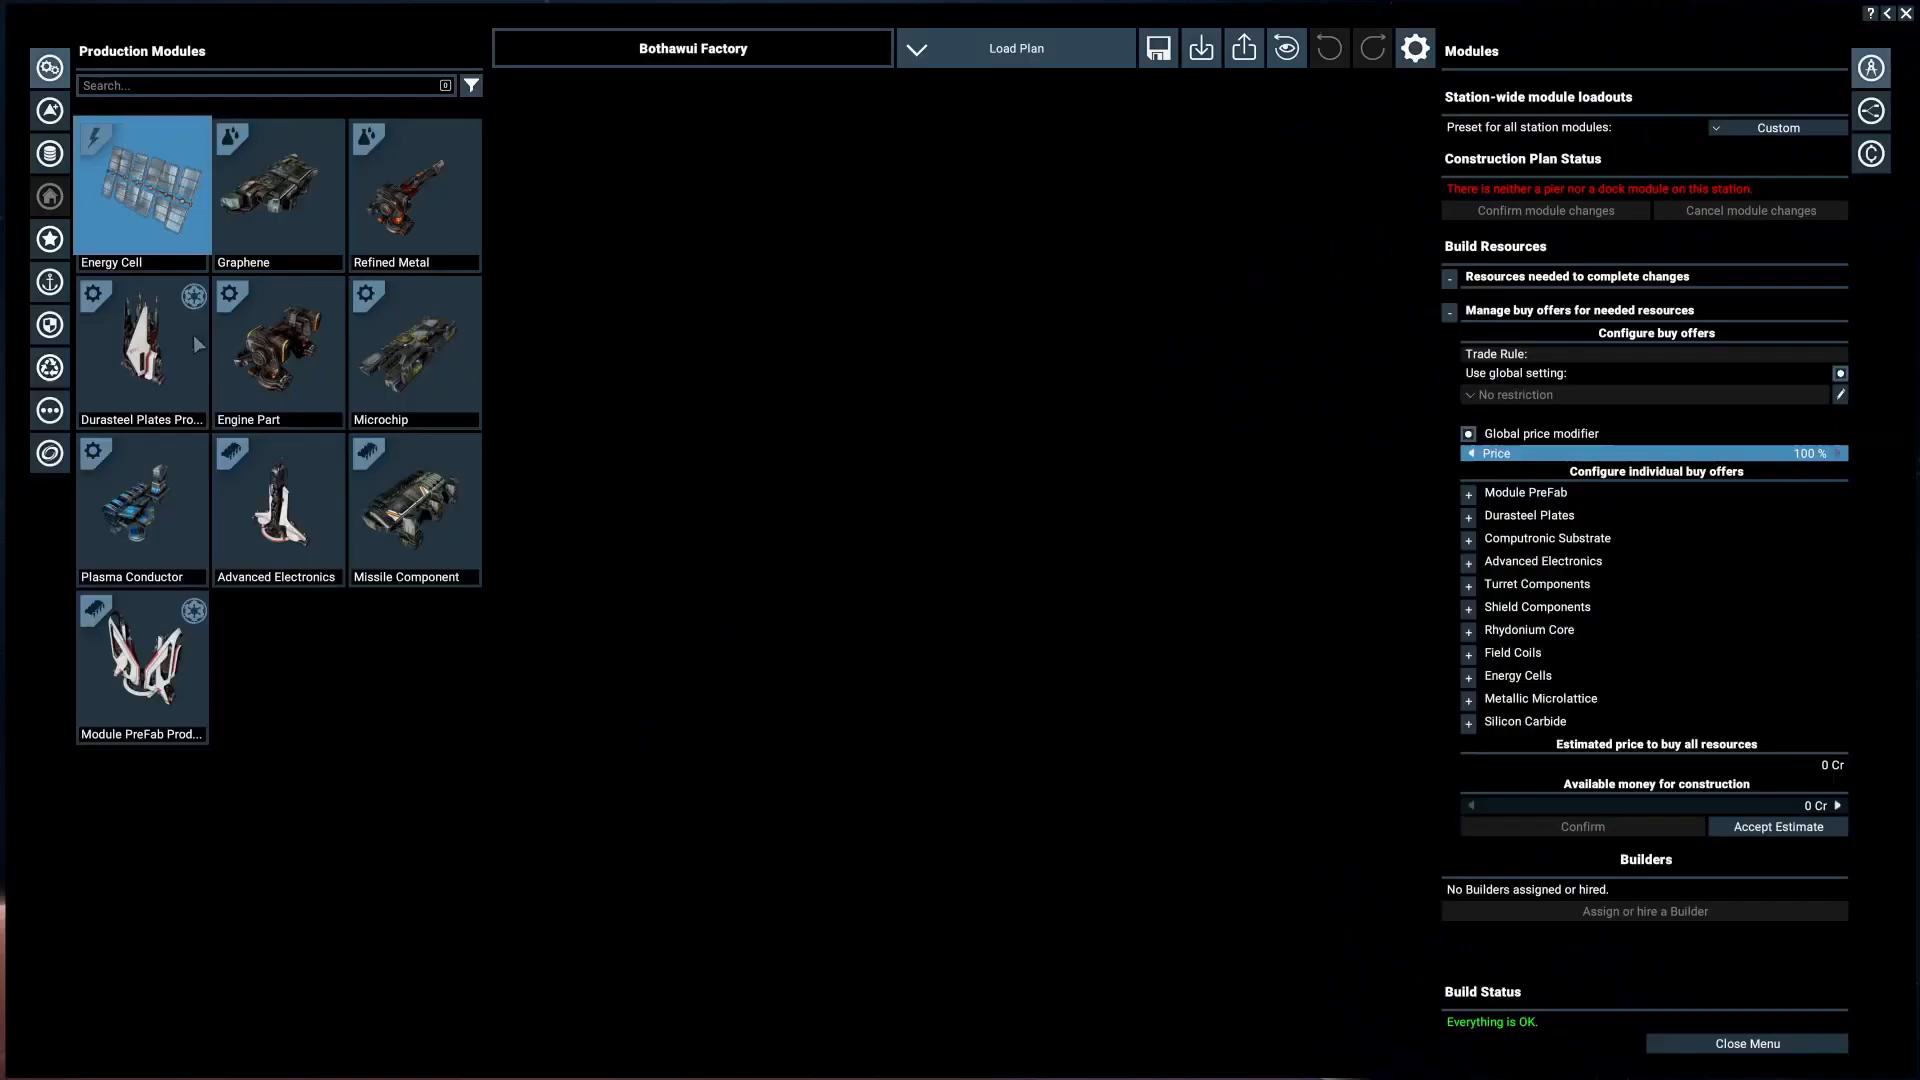 Production Modules
Search...
0
Energy Cell
Graphene
Refined Metal
Durasteel Plates Pro...
Engine Part
Microchip
Plasma Conductor
Advanced Electronics
Missile Component
Module PreFab Prod...
Bothawui Factory
Load Plan
?
Modules
Station-wide module loadouts
Preset for all station modules:
Custom
Construction Plan Status
There is neither a pier nor a dock module on this station.
Confirm module changes
Cancel module changes
Build Resources
- Resources needed to complete changes
- Manage buy offers for needed resources
Configure buy offers
Trade Rule:
Use global setting:
No restriction
Global price modifier
Price 100 %
Configure individual buy offers
+ Module PreFab
+ Durasteel Plates
+ Computronic Substrate
+ Advanced Electronics
+ Turret Components
+ Shield Components
+ Rhydonium Core
+ Field Coils
+ Energy Cells
+ Metallic Microlattice
+ Silicon Carbide
Estimated price to buy all resources
0 Cr
Available money for construction
0 Cr
Confirm
Accept Estimate
Builders
No Builders assigned or hired.
Assign or hire a Builder
Build Status
Everything is OK.
Close Menu